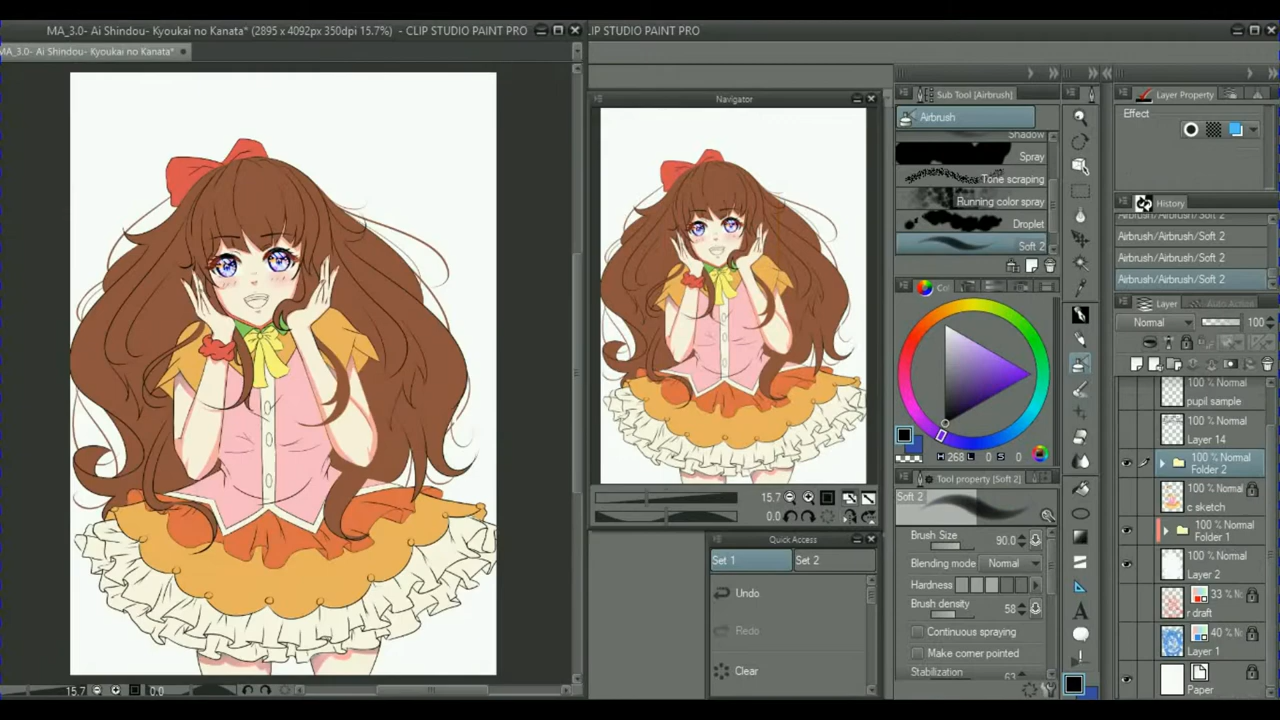 MA_3.0- Ai Shindou- Kyoukai no Kanata* (2895 x 4092px 350dpi 15.7%) - CLIP STUDIO PAINT PRO
CLIP STUDIO PAINT PRO
MA_3.0- Ai Shindou- Kyoukai no Kanata*
15.7
0.0
Navigator
15.7
0.0
Quick Access
Set 1
Set 2
Undo
Redo
Clear
Sub Tool [Airbrush]
Airbrush
Shadow
Spray
Tone scraping
Running color spray
Droplet
Soft 2
Col
H 268 L 0 S 0
Tool property [Soft 2]
Soft 2
Brush Size 90.0
Blending mode Normal
Hardness
Brush density 58
Continuous spraying
Make corner pointed
Stabilization 63
Layer Property
Effect
History
Airbrush/Airbrush/Soft 2
Airbrush/Airbrush/Soft 2
Airbrush/Airbrush/Soft 2
Airbrush/Airbrush/Soft 2
Layer
Auto Action
Normal 100
100 % Normal
pupil sample
100 % Normal
Layer 14
100 % Normal
Folder 2
100 % Normal
c sketch
100 % Normal
Folder 1
100 % Normal
Layer 2
33 %
r draft
40 %
Layer 1
Paper